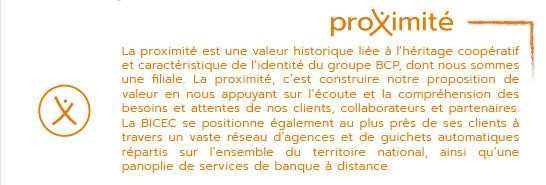 proximité
La proximité est une valeur historique liée à l'héritage coopératif
et caractéristique de l'identité du groupe BCP, dont nous sommes
une filiale. La proximité, c'est construire notre proposition de
valeur en nous appuyant sur l'écoute et la compréhension des
besoins et attentes de nos clients, collaborateurs et partenaires.
La BICEC se positionne également au plus près de ses clients à
travers un vaste réseau d'agences et de guichets automatiques
répartis sur l'ensemble du territoire national, ainsi qu'une
panoplie de services de banque à distance.